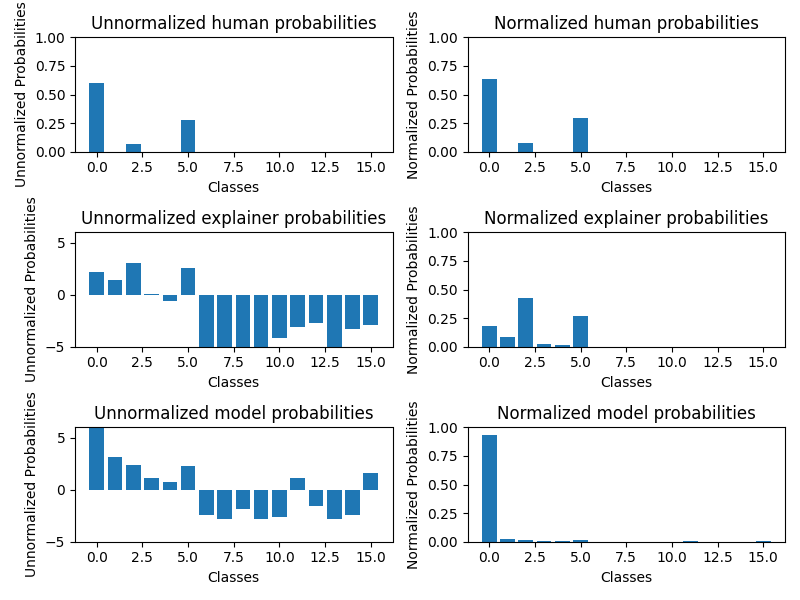 Unnormalized human probabilities
Unnormalized Probabilities
1.00
0.75
0.50
0.25
0.00
0.0 2.5 5.0 7.5 10.0 12.5 15.0
Classes
Normalized human probabilities
Normalized Probabilities
1.00
0.75
0.50
0.25
0.00
0.0 2.5 5.0 7.5 10.0 12.5 15.0
Classes
Unnormalized explainer probabilities
Unnormalized Probabilities
5
0
−5
0.0 2.5 5.0 7.5 10.0 12.5 15.0
Classes
Normalized explainer probabilities
Normalized Probabilities
1.00
0.75
0.50
0.25
0.00
0.0 2.5 5.0 7.5 10.0 12.5 15.0
Classes
Unnormalized model probabilities
Unnormalized Probabilities
5
0
−5
0.0 2.5 5.0 7.5 10.0 12.5 15.0
Classes
Normalized model probabilities
Normalized Probabilities
1.00
0.75
0.50
0.25
0.00
0.0 2.5 5.0 7.5 10.0 12.5 15.0
Classes